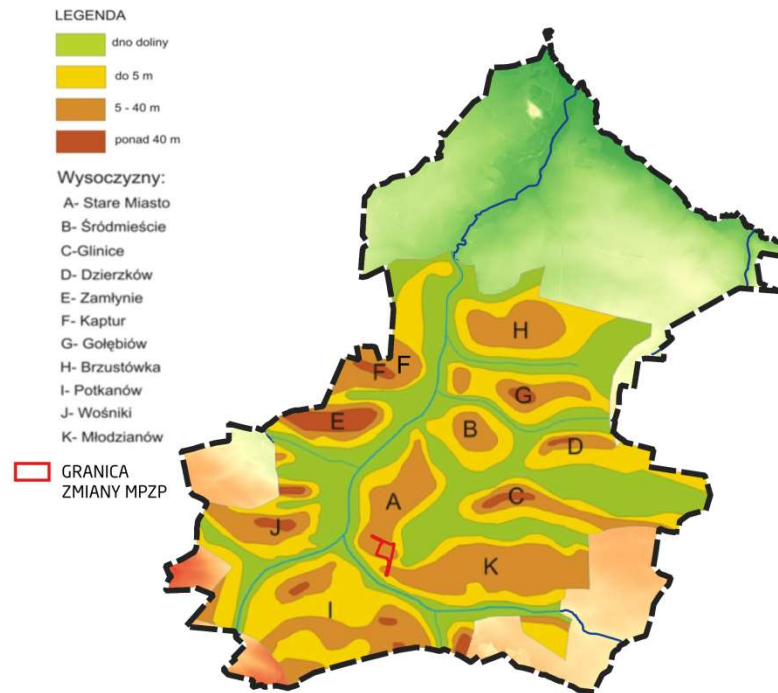 LEGENDA
dno doliny
do 5 m
5 - 40 m
ponad 40 m
Wysoczyzny:
A- Stare Miasto
B- Śródmieście
C-Glinice
D- Dzierzków
E- Zamłynie
F- Kaptur
G- Gołębiów
H- Brzustówka
I- Potkanów
J- Wośniki
K- Młodzianów
GRANICA
ZMIANY MPZP
H
F
F
G
E
B
D
A
C
J
K
I